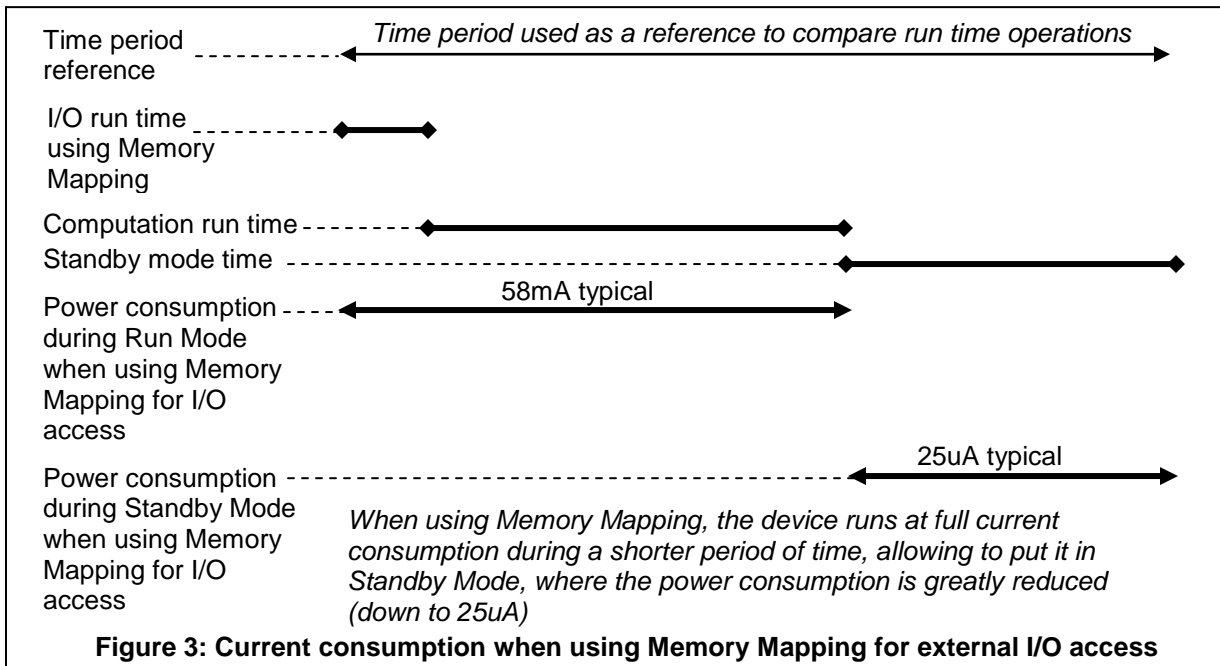 Time period
reference
Time period used as a reference to compare run time operations
I/O run time
using Memory
Mapping
Computation run time
Standby mode time
58mA typical
Power consumption
during Run Mode
when using Memory
Mapping for I/O
access
25uA typical
Power consumption
during Standby Mode
when using Memory
Mapping for I/O
access
When using Memory Mapping, the device runs at full current
consumption during a shorter period of time, allowing to put it in
Standby Mode, where the power consumption is greatly reduced
(down to 25uA)
Figure 3: Current consumption when using Memory Mapping for external I/O access